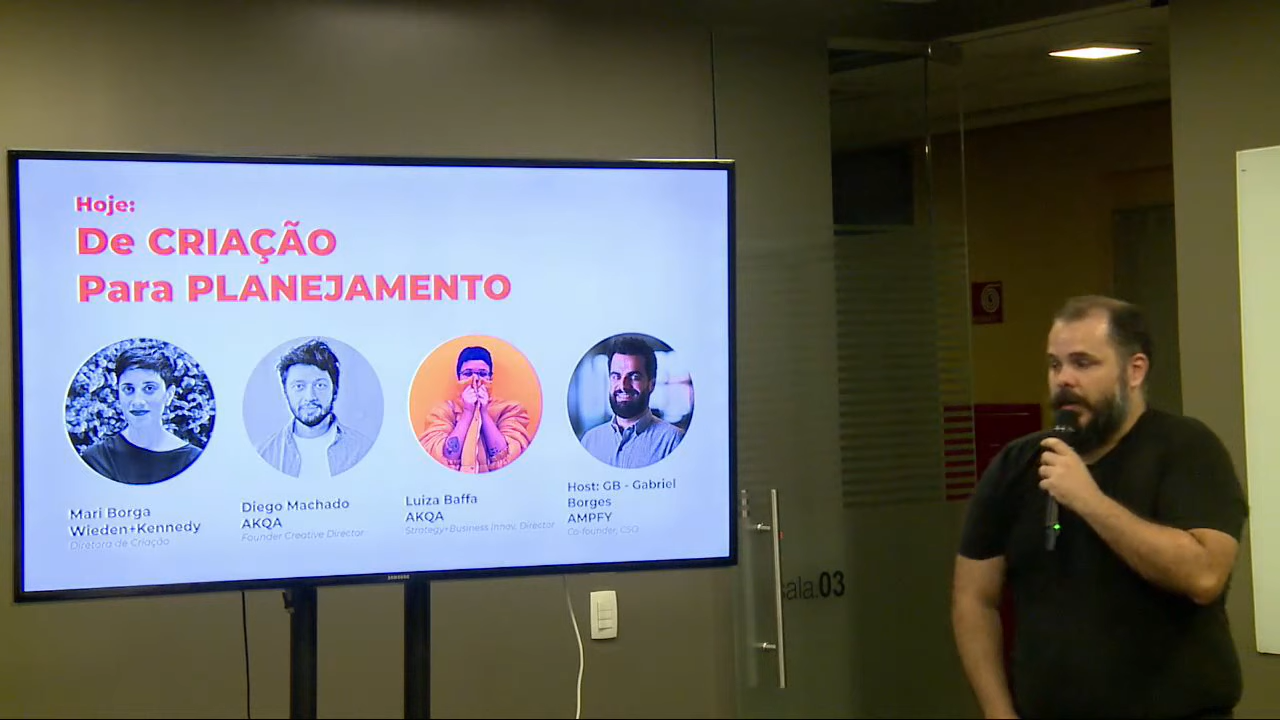 Hoje:
De CRIAÇÃO
Para PLANEJAMENTO
Mari Borga
Wieden+Kennedy
Diretora de Criação
Diego Machado
AKQA
Founder Creative Director
Luiza Baffa
AKQA
Strategy+Business Innov. Director
Host: GB - Gabriel
Borges
AMPFY
Co-founder, CSO
SAMSUNG
sala.03